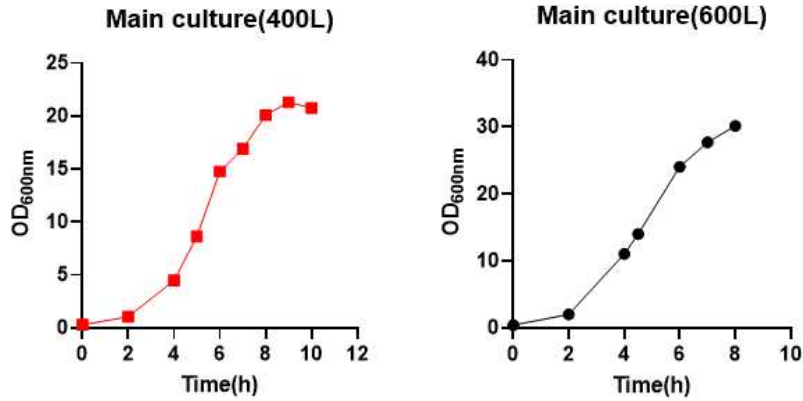 Main culture(400L)
25
20
15
10
5
0
OD600nm
0 2 4 6 8 10 12
Time(h)
Main culture(600L)
40
30
20
10
0
OD600nm
0 2 4 6 8 10
Time(h)